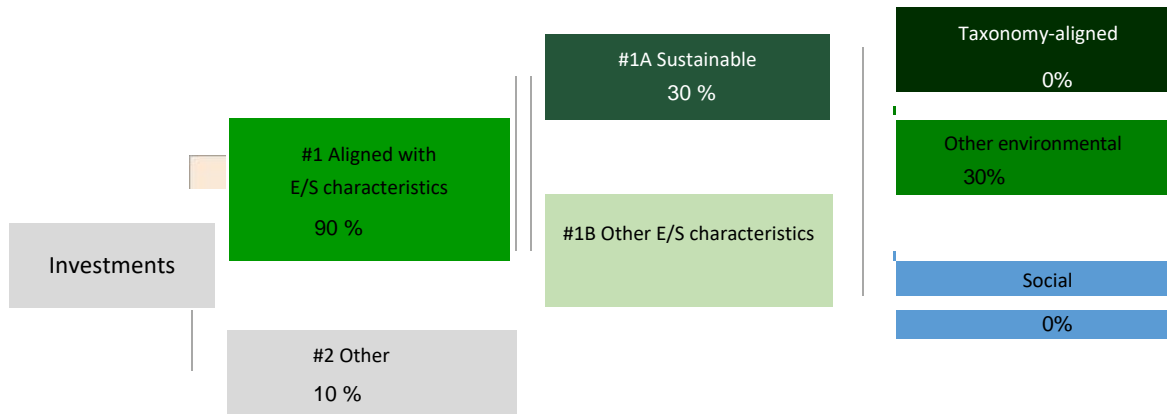 Investments
#1 Aligned with
E/S characteristics
90 %
#2 Other
10 %
#1A Sustainable
30 %
#1B Other E/S characteristics
Taxonomy-aligned
0%
Other environmental
30%
Social
0%